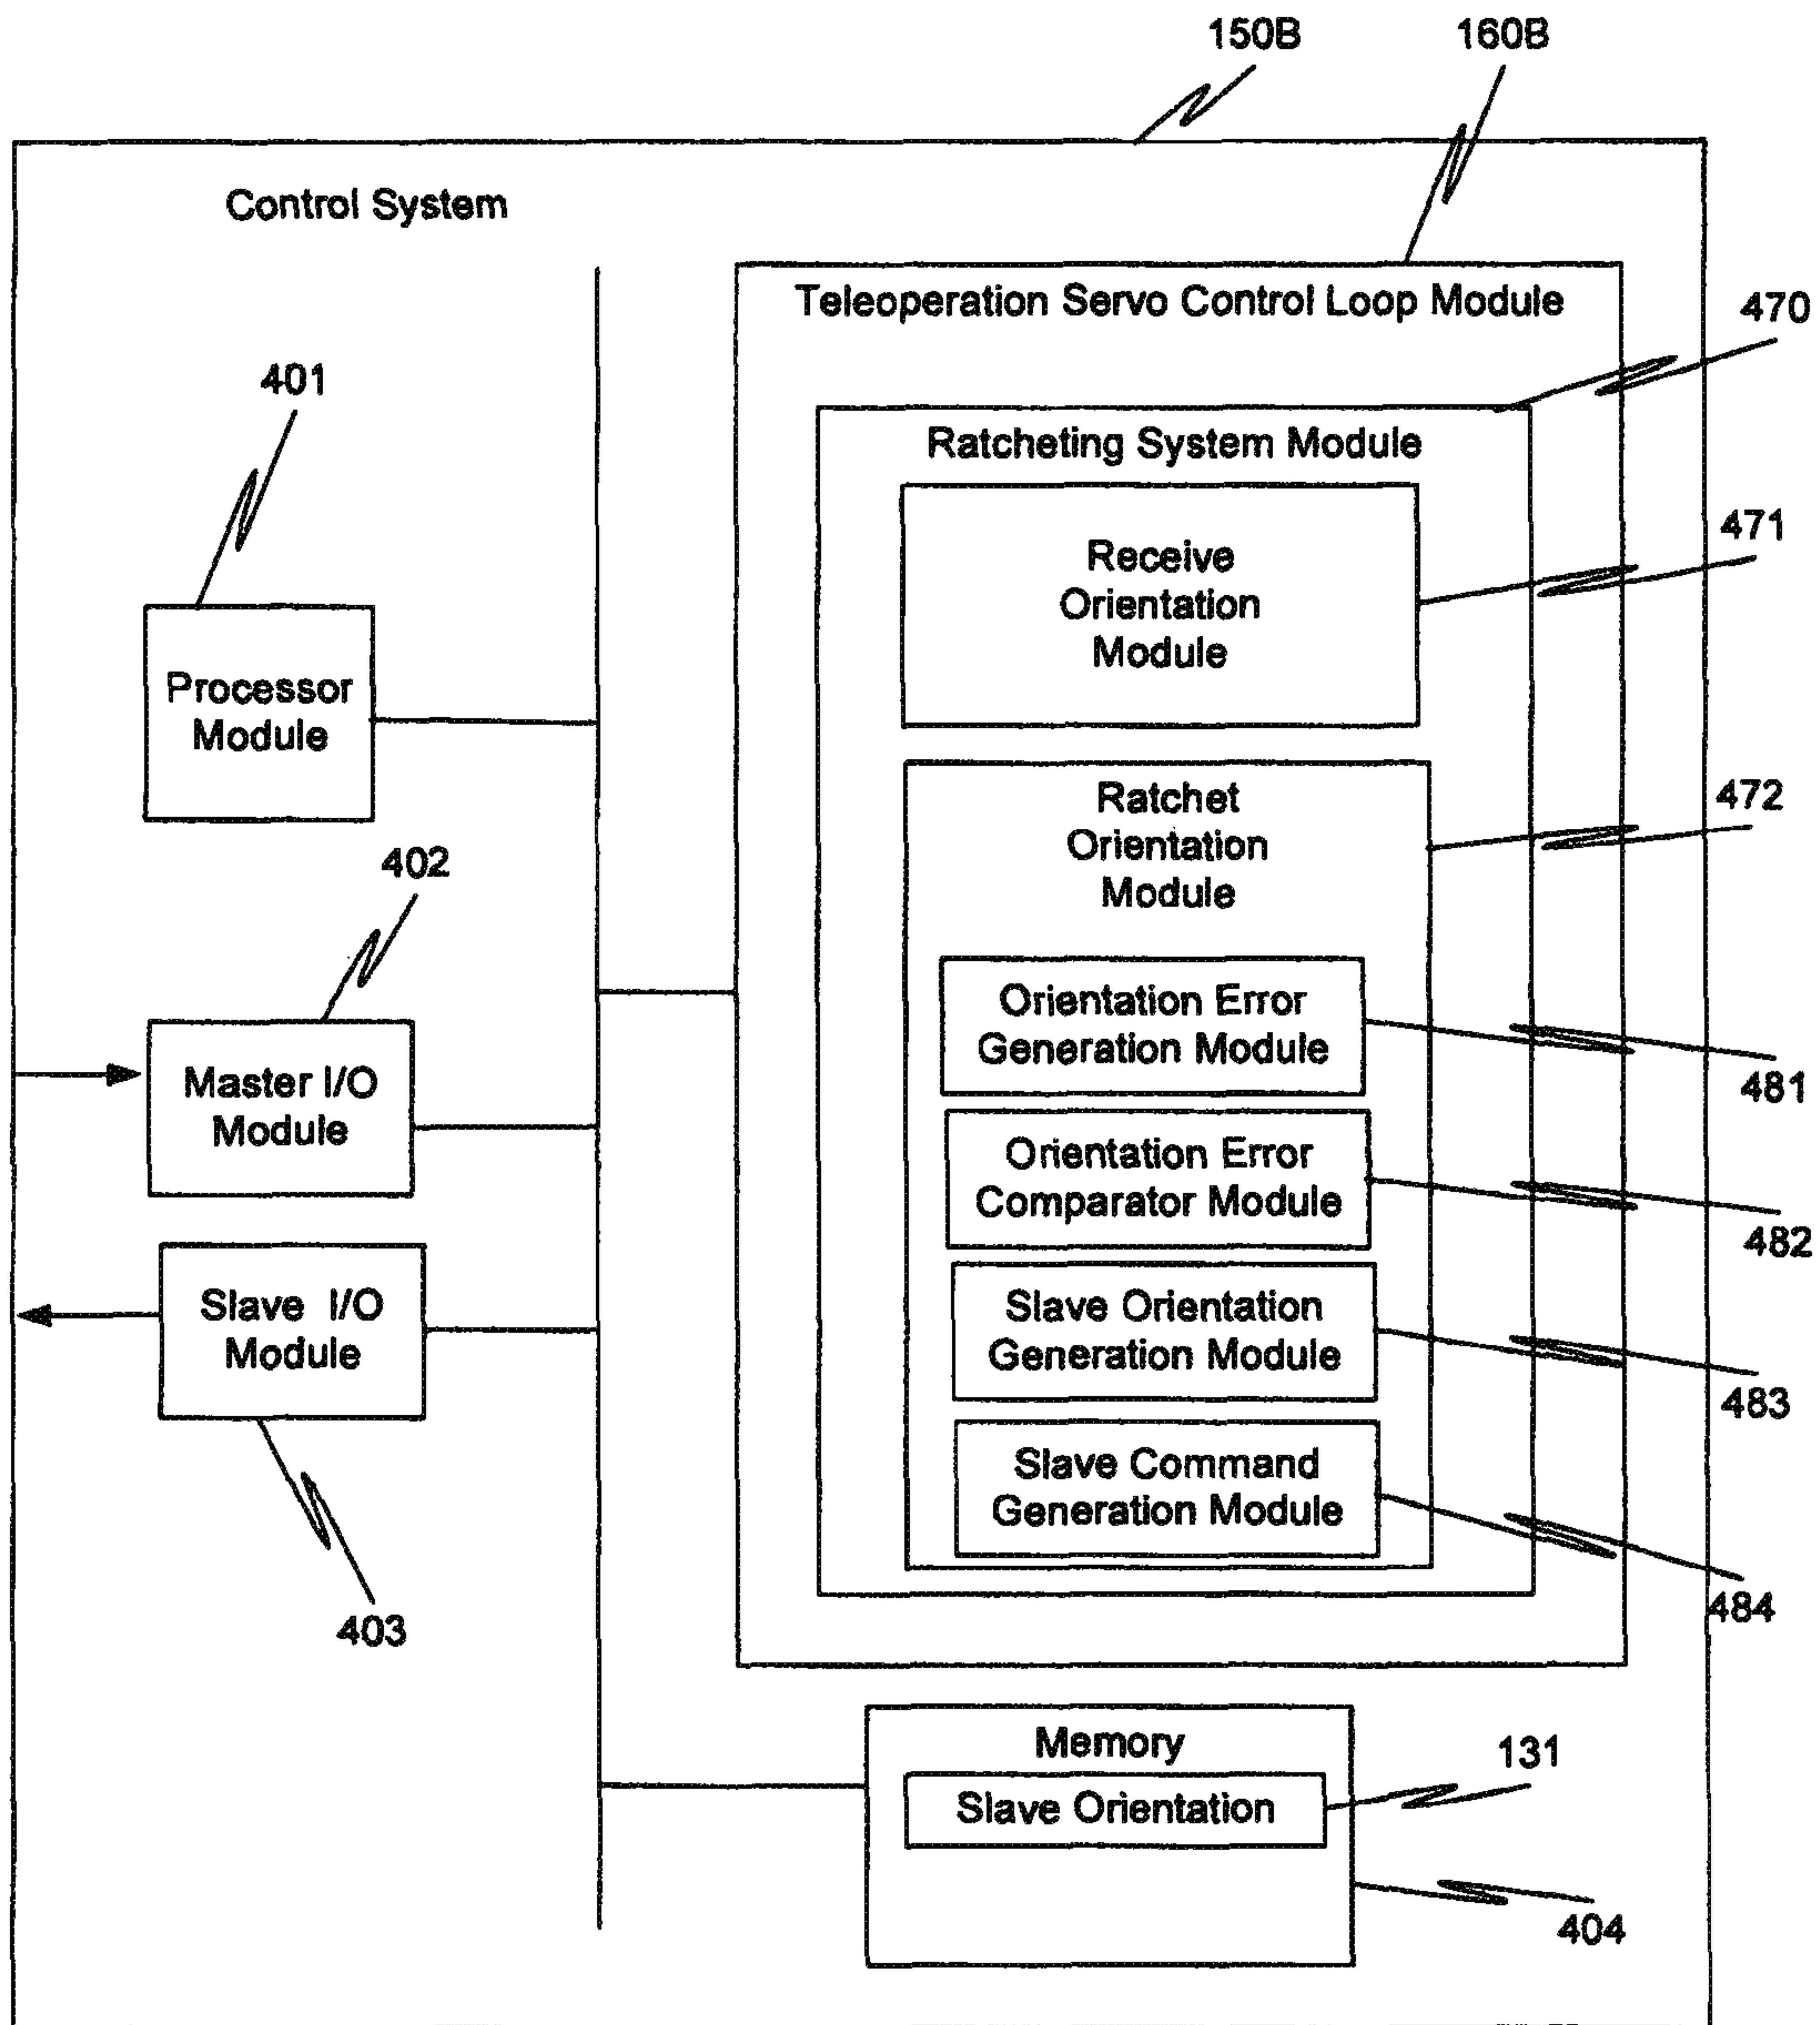 150B
160B
Control System
Teleoperation Servo Control Loop Module
470
401
Ratcheting System Module
471
Receive
Orientation
Module
Processor
Module
472
Ratchet
Orientation
Module
402
Orientation Error
Generation Module
481
Master I/O
Module
Orientation Error
Comparator Module
482
Slave I/O
Module
Slave Orientation
Generation Module
483
Slave Command
Generation Module
484
403
Memory
131
Slave Orientation
404